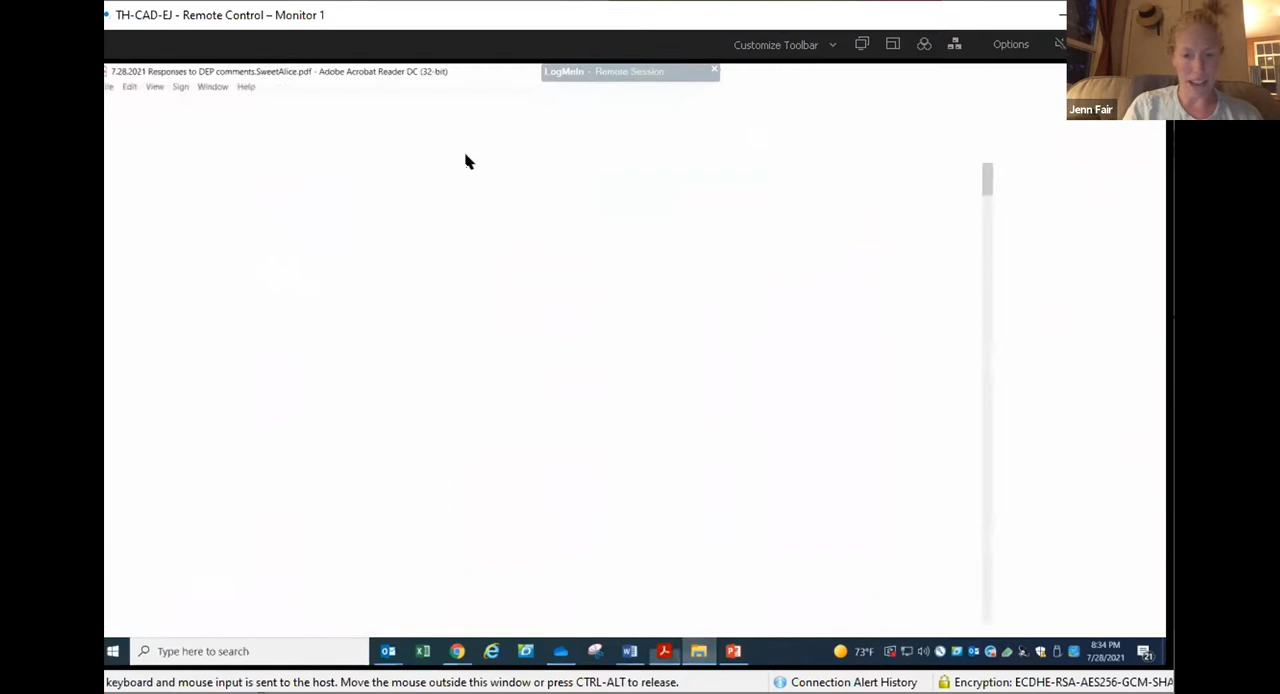 TH-CAD-EJ - Remote Control – Monitor 1
Customize Toolbar
Options
7.28.2021 Responses to DEP comments.SweetAlice.pdf - Adobe Acrobat Reader DC (32-bit)
LogMeIn - Remote Session
Edit View Sign Window Help
Jenn Fair
Type here to search
73°F
8:34 PM
7/28/2021
21
keyboard and mouse input is sent to the host. Move the mouse outside this window or press CTRL-ALT to release.
Connection Alert History
Encryption: ECDHE-RSA-AES256-GCM-SHA